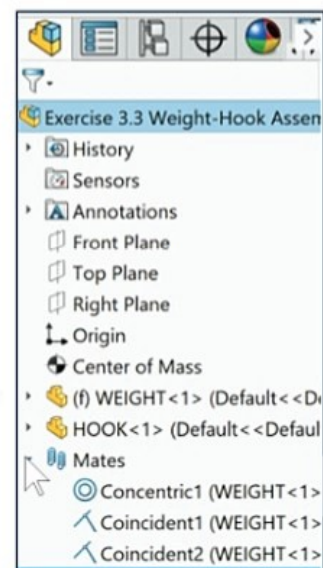 Exercise 3.3 Weight-Hook Assem
History
Sensors
Annotations
Front Plane
Top Plane
Right Plane
Origin
Center of Mass
(f) WEIGHT<1> (Default<<D
HOOK<1> (Default<<Defaul
Mates
Concentric1 (WEIGHT<1>
Coincident1 (WEIGHT<1>
Coincident2 (WEIGHT<1>